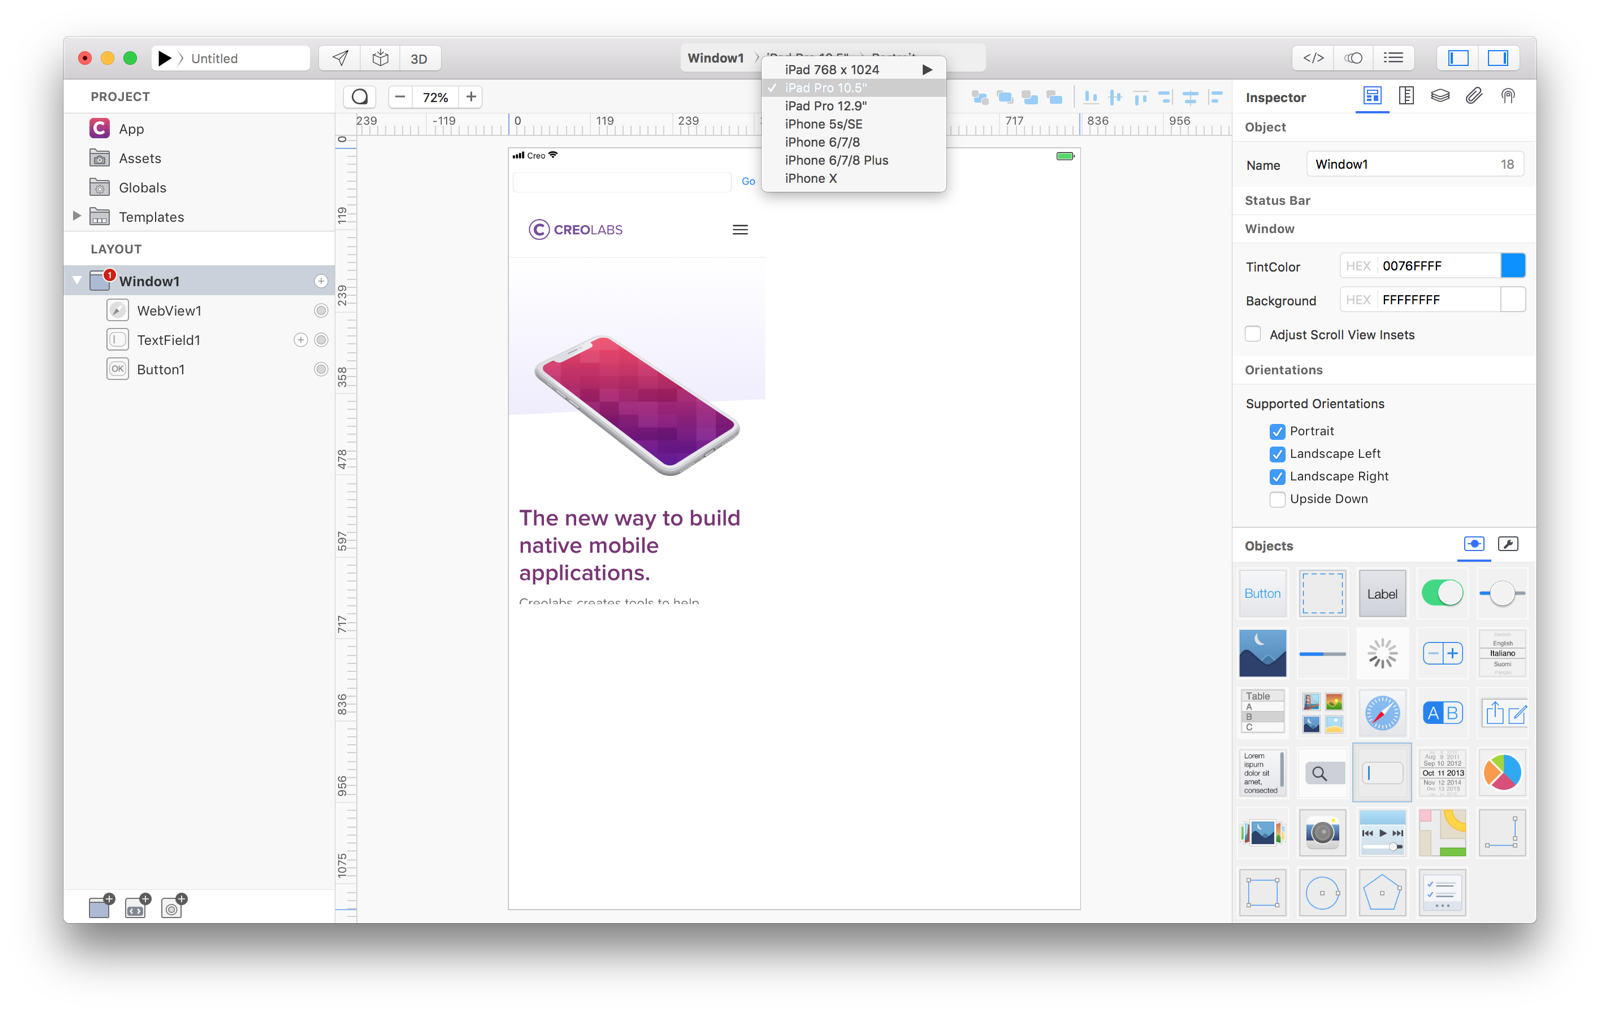 Untitled
3D
Window1
iPad 768 x 1024
iPad Pro 10.5"
iPad Pro 12.9"
iPhone 5s/SE
iPhone 6/7/8
iPhone 6/7/8 Plus
iPhone X
PROJECT
App
Assets
Globals
Templates
LAYOUT
1
Window1
WebView1
TextField1
OK
Button1
72%
239 -119 0 119 239 717 836 956
0
119
239
358
478
597
717
836
956
1075
Creo
Go
CREOLABS
The new way to build
native mobile
applications.
Creolabs creates tools to help
Inspector
Object
Name Window1 18
Status Bar
Window
TintColor HEX 0076FFFF
Background HEX FFFFFFFF
Adjust Scroll View Insets
Orientations
Supported Orientations
Portrait
Landscape Left
Landscape Right
Upside Down
Objects
Button
Label
English
Italiano
Suomi
Table
A
B
C
A B
Lorem
ispum
dolor sit
amet,
consected
Aug 9 2011
Sep 10 2012
Oct 11 2013
Nov 12 2014
Dec 13 2015